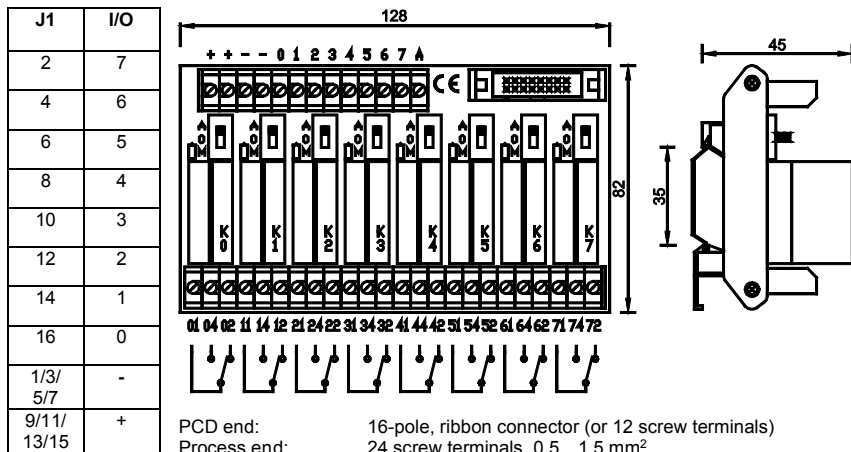 J1 I/O
2 7
4 6
6 5
8 4
10 3
12 2
14 1
16 0
1/3/
5/7 -
9/11/
13/15 +
128
+ + - - 0 1 2 3 4 5 6 7 A
CE
A O M A O M A O M A O M A O M A O M A O M A O M
K0 K1 K2 K3 K4 K5 K6 K7
01 04 02 11 14 12 21 24 22 31 34 32 41 44 42 51 54 52 61 64 62 71 74 72
82
45
35
PCD end: 16-pole, ribbon connector (or 12 screw terminals)
Process end: 24 screw terminals, 0.5…1.5 mm²